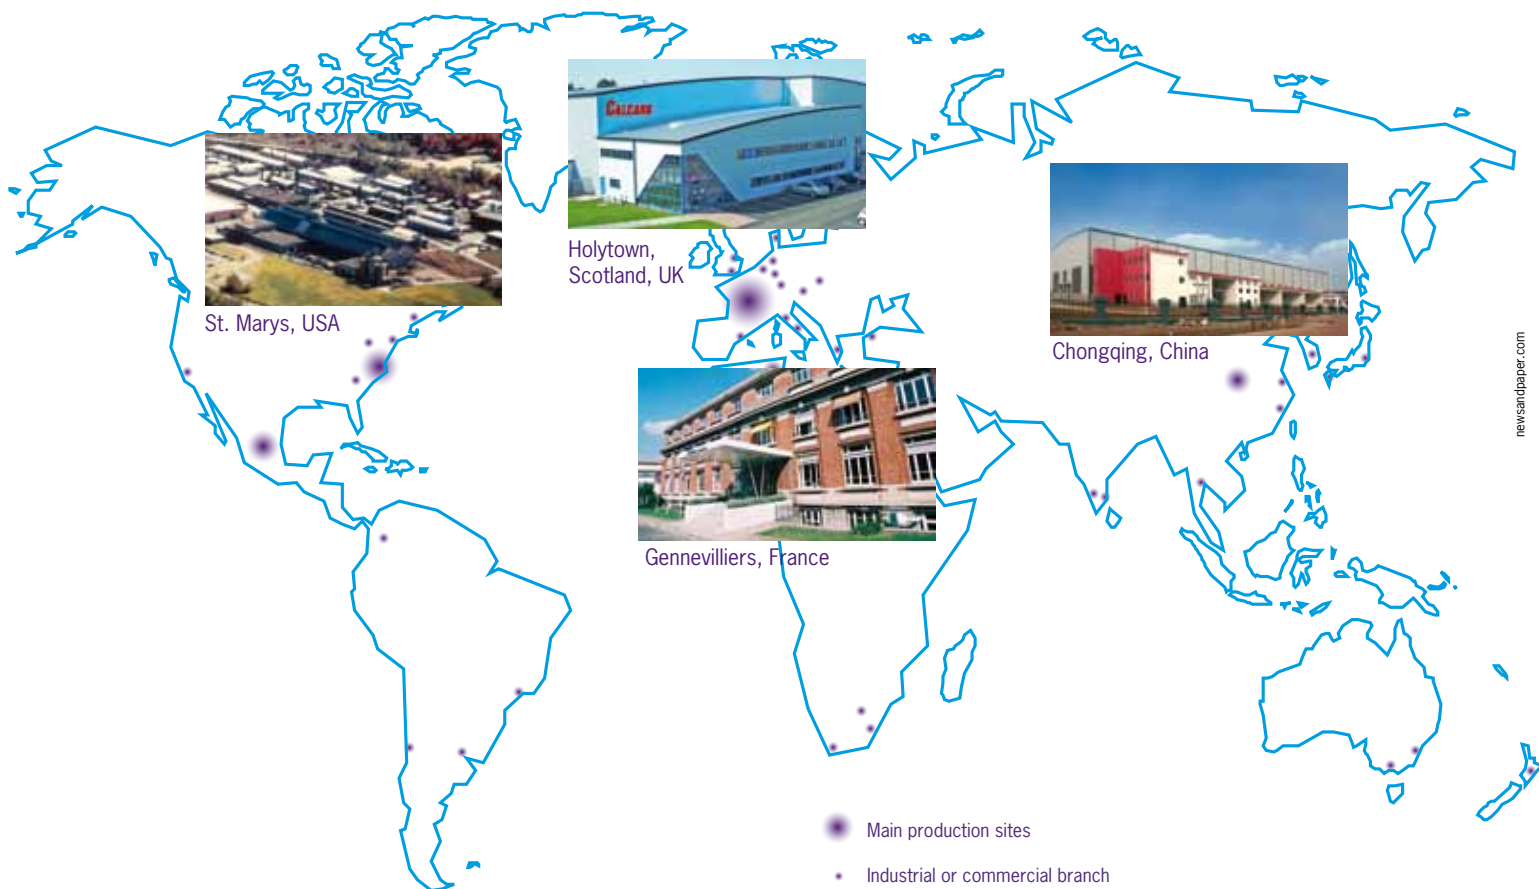 CALCARB
Holytown,
Scotland, UK
St. Marys, USA
Chongqing, China
newsandpaper.com
Gennevilliers, France
Main production sites
Industrial or commercial branch